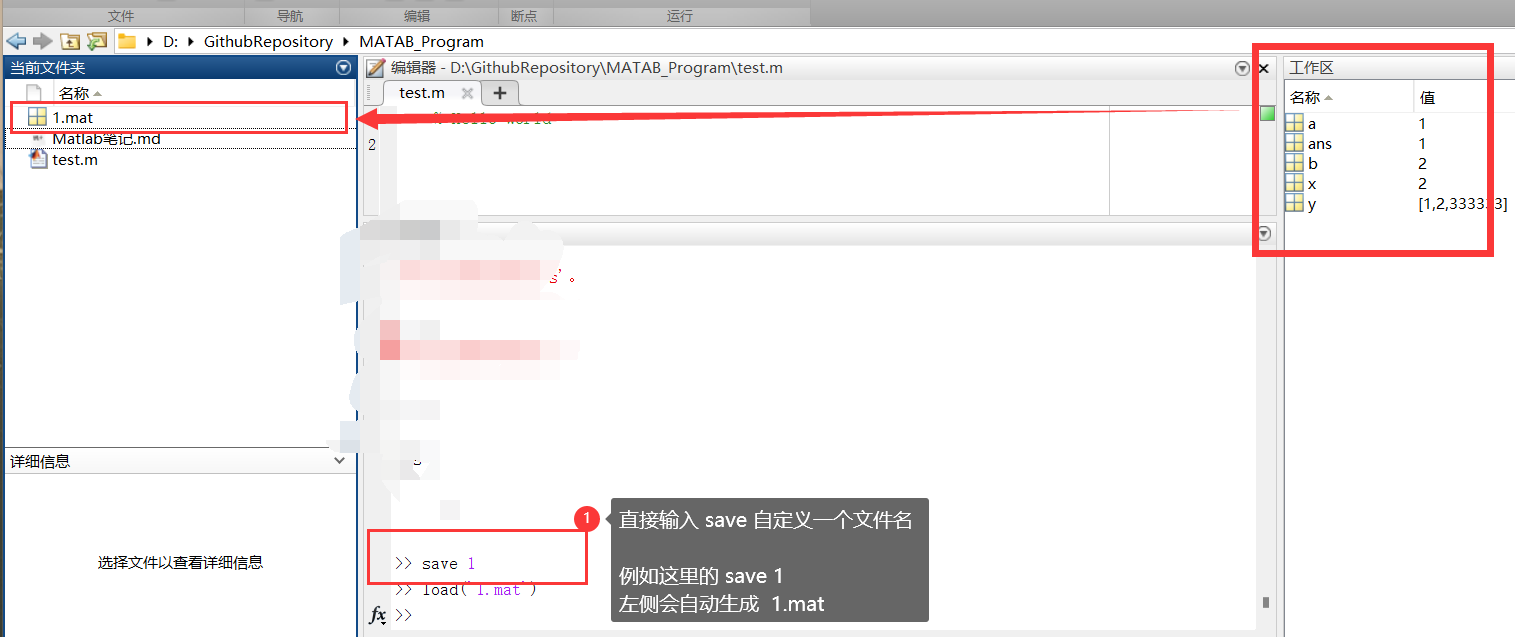 文件 导航 编辑 断点 运行
D: GithubRepository MATAB_Program
当前文件夹
名称
1.mat
Matlab笔记.md
test.m
编辑器 - D:\GithubRepository\MATAB_Program\test.m
test.m
% Hello world
2
工作区
名称 值
a 1
ans 1
b 2
x 2
y [1,2,333333]
s'。
详细信息
选择文件以查看详细信息
1
直接输入 save 自定义一个文件名
例如这里的 save 1
左侧会自动生成 1.mat
>> save 1
>> load('1.mat')
fx >>